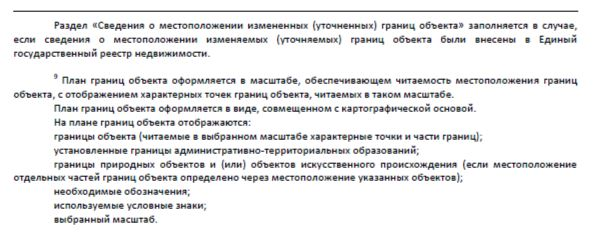 Раздел «Сведения о местоположении измененных (уточненных) границ объекта» заполняется в случае,
если сведения о местоположении изменяемых (уточняемых) границ объекта были внесены в Единый
государственный реестр недвижимости.
⁹ План границ объекта оформляется в масштабе, обеспечивающем читаемость местоположения границ
объекта, с отображением характерных точек границ объекта, читаемых в таком масштабе.
План границ объекта оформляется в виде, совмещенном с картографической основой.
На плане границ объекта отображаются:
границы объекта (читаемые в выбранном масштабе характерные точки и части границ);
установленные границы административно-территориальных образований;
границы природных объектов и (или) объектов искусственного происхождения (если местоположение
отдельных частей границ объекта определено через местоположение указанных объектов);
необходимые обозначения;
используемые условные знаки;
выбранный масштаб.